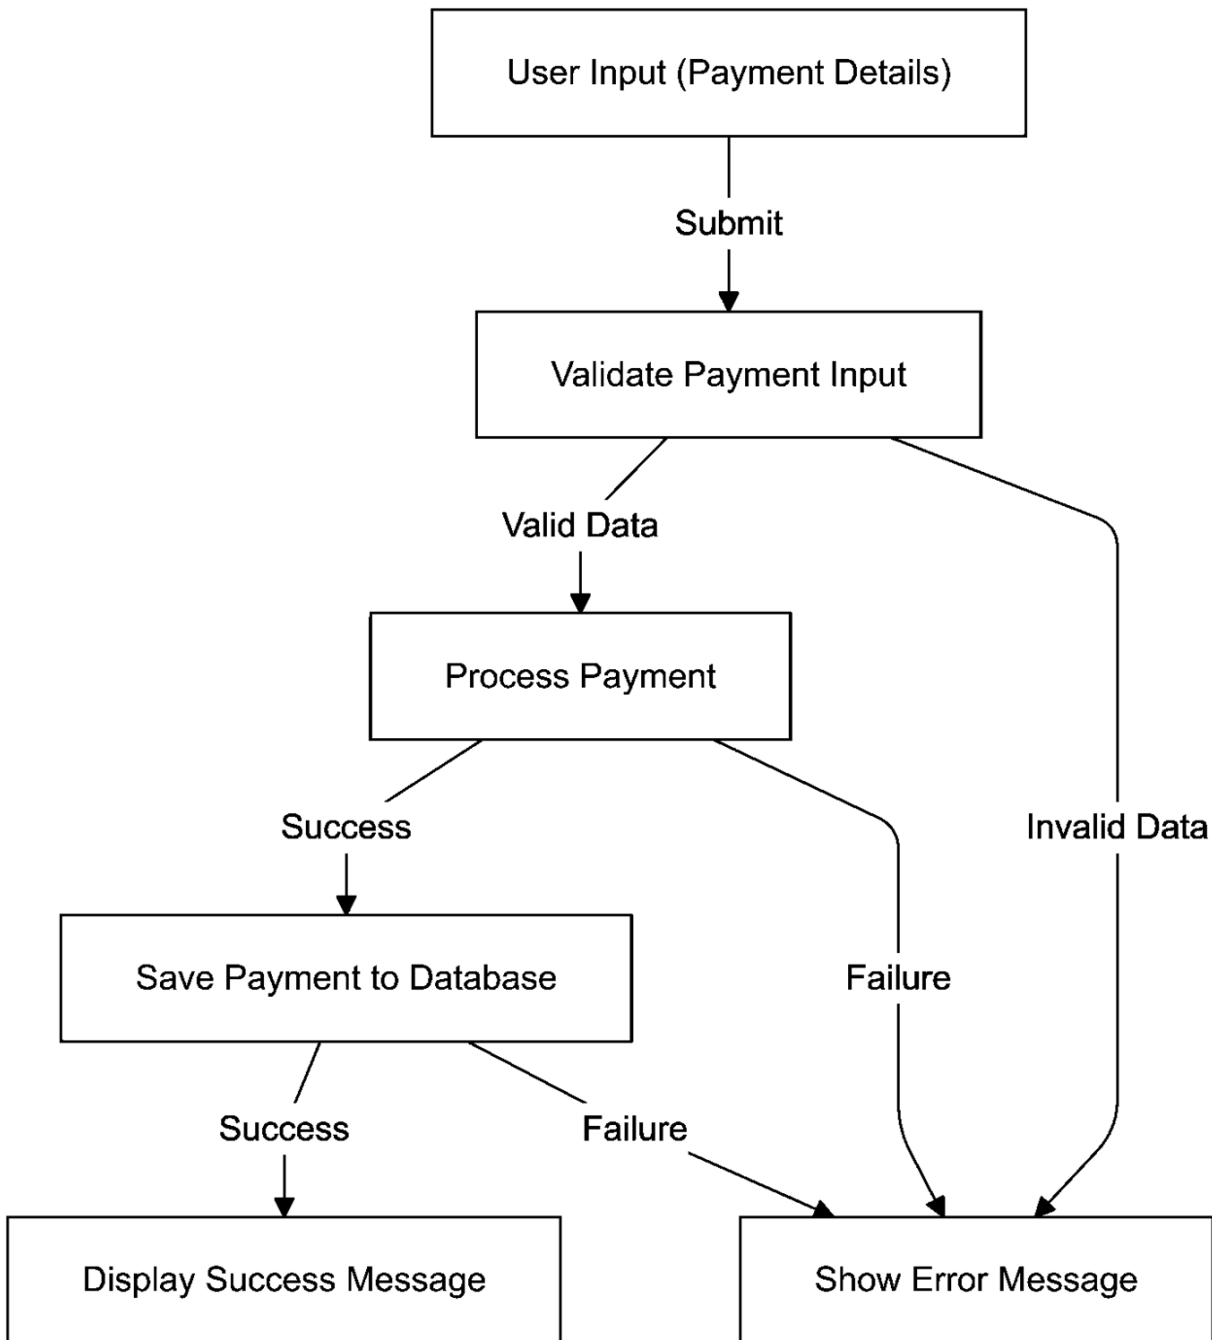 User Input (Payment Details)
Submit
Validate Payment Input
Valid Data
Process Payment
Success
Invalid Data
Save Payment to Database
Failure
Success
Failure
Display Success Message
Show Error Message